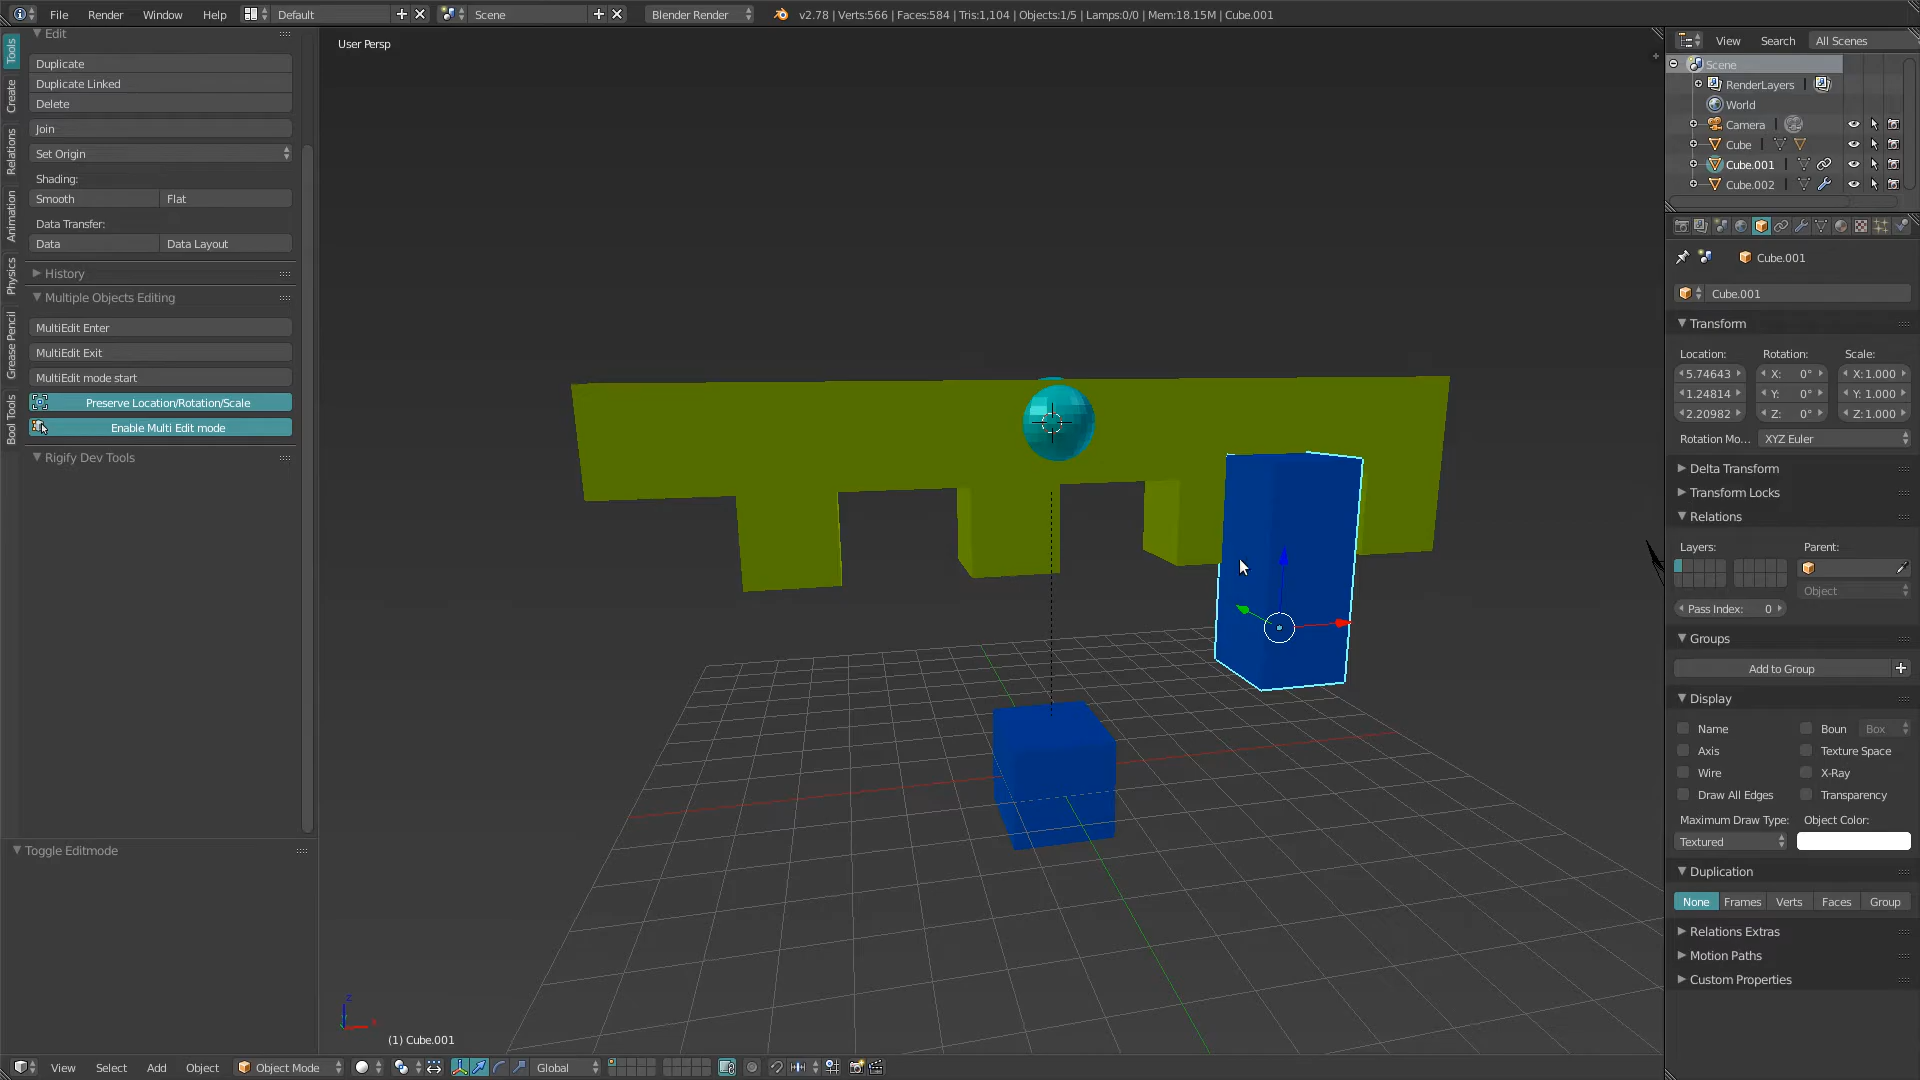 File Render Window Help Default Scene Blender Render v2.78 | Verts:566 | Faces:584 | Tris:1,104 | Objects:1/5 | Lamps:0/0 | Mem:18.15M | Cube.001
Tools
Create
Relations
Animation
Physics
Grease Pencil
Bool Tools
Edit
Duplicate
Duplicate Linked
Delete
Join
Set Origin
Shading:
Smooth Flat
Data Transfer:
Data Data Layout
History
Multiple Objects Editing
MultiEdit Enter
MultiEdit Exit
MultiEdit mode start
Preserve Location/Rotation/Scale
Enable Multi Edit mode
Rigify Dev Tools
Toggle Editmode
User Persp
(1) Cube.001
View Select Add Object Object Mode Global
View Search All Scenes
Scene
RenderLayers
World
Camera
Cube
Cube.001
Cube.002
Cube.001
Cube.001
Transform
Location: Rotation: Scale:
5.74643 X: 0° X: 1.000
1.24814 Y: 0° Y: 1.000
2.20982 Z: 0° Z: 1.000
Rotation Mo... XYZ Euler
Delta Transform
Transform Locks
Relations
Layers: Parent:
Object
Pass Index: 0
Groups
Add to Group
Display
Name Boun Box
Axis Texture Space
Wire X-Ray
Draw All Edges Transparency
Maximum Draw Type: Object Color:
Textured
Duplication
None Frames Verts Faces Group
Relations Extras
Motion Paths
Custom Properties